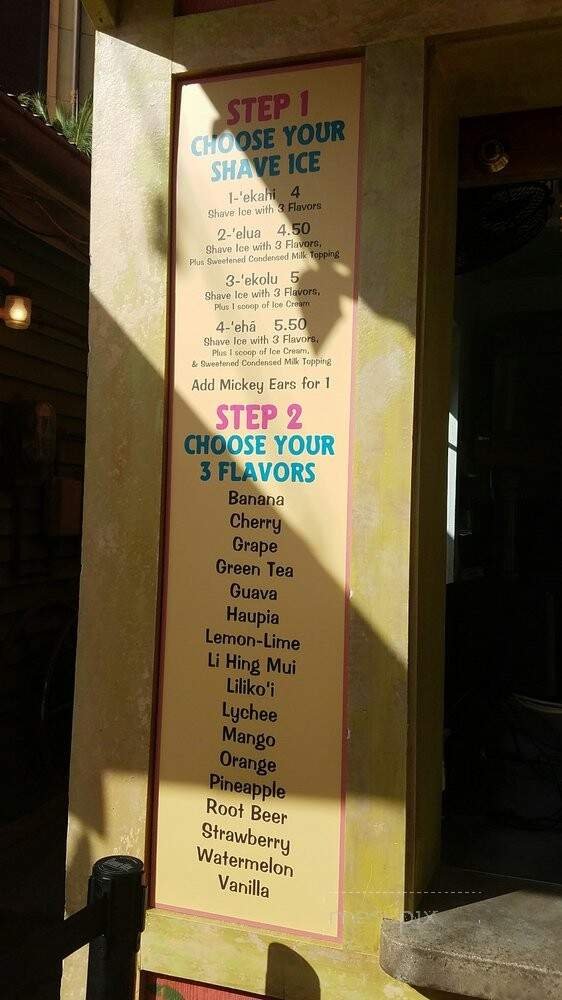 STEP 1
CHOOSE YOUR
SHAVE ICE
1-'ekahi 4
Shave Ice with 3 Flavors
2-'elua 4.50
Shave Ice with 3 Flavors,
Plus Sweetened Condensed Milk Topping
3-'ekolu 5
Shave Ice with 3 Flavors,
Plus 1 scoop of Ice Cream
4-'ehā 5.50
Shave Ice with 3 Flavors,
Plus 1 scoop of Ice Cream,
& Sweetened Condensed Milk Topping
Add Mickey Ears for 1
STEP 2
CHOOSE YOUR
3 FLAVORS
Banana
Cherry
Grape
Green Tea
Guava
Haupia
Lemon-Lime
Li Hing Mui
Liliko'i
Lychee
Mango
Orange
Pineapple
Root Beer
Strawberry
Watermelon
Vanilla